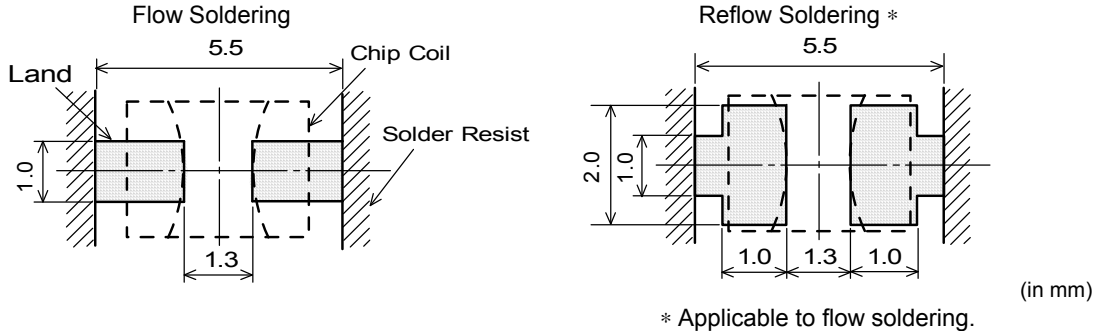 Flow Soldering
5.5
Chip Coil
Land
Solder Resist
1.0
1.3
Reflow Soldering *
5.5
2.0
1.0
1.0
1.3
1.0
(in mm)
* Applicable to flow soldering.